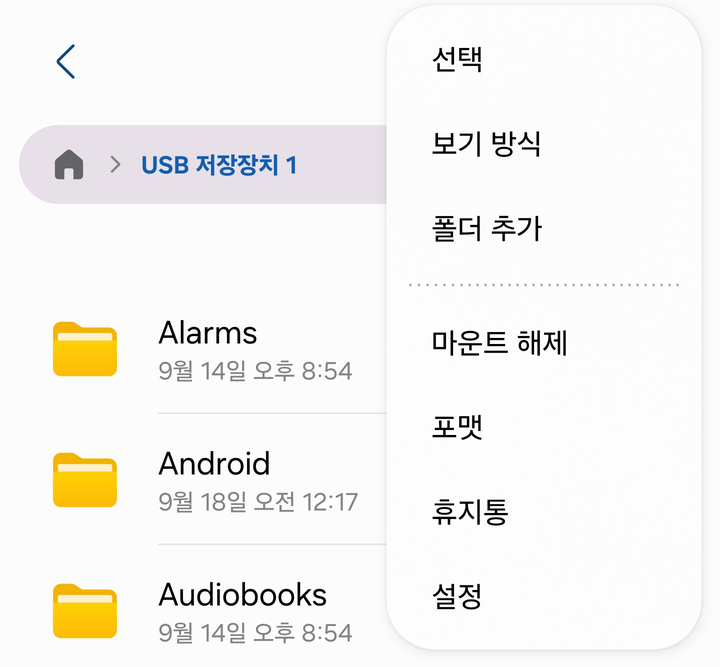 USB 저장장치 1
Alarms
9월 14일 오후 8:54
Android
9월 18일 오전 12:17
Audiobooks
9월 14일 오후 8:54
선택
보기 방식
폴더 추가
마운트 해제
포맷
휴지통
설정